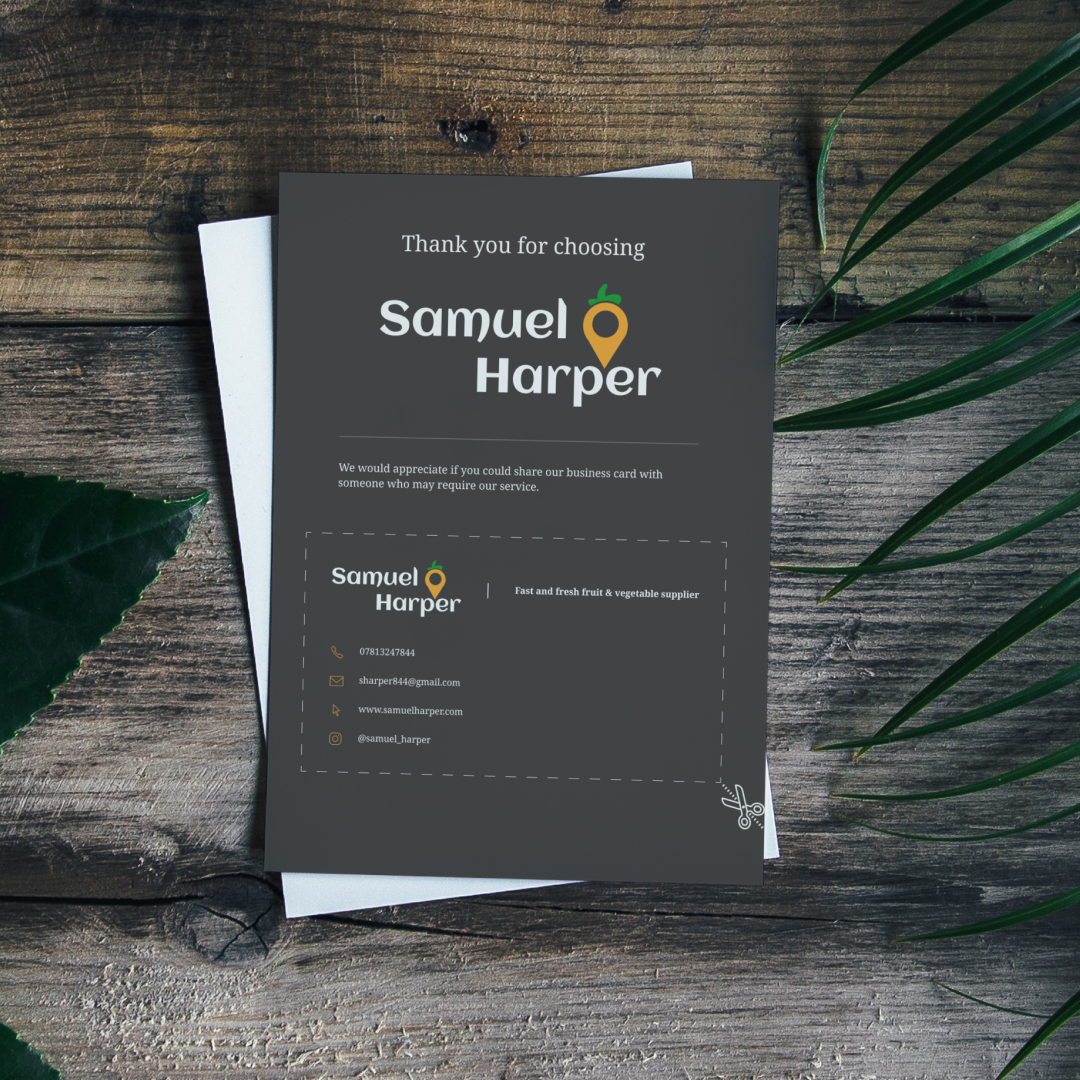 Thank you for choosing
Samuel
Harper
We would appreciate if you could share our business card with
someone who may require our service.
Samuel
Harper
Fast and fresh fruit & vegetable supplier
07813247844
sharper844@gmail.com
www.samuelharper.com
@samuel_harper